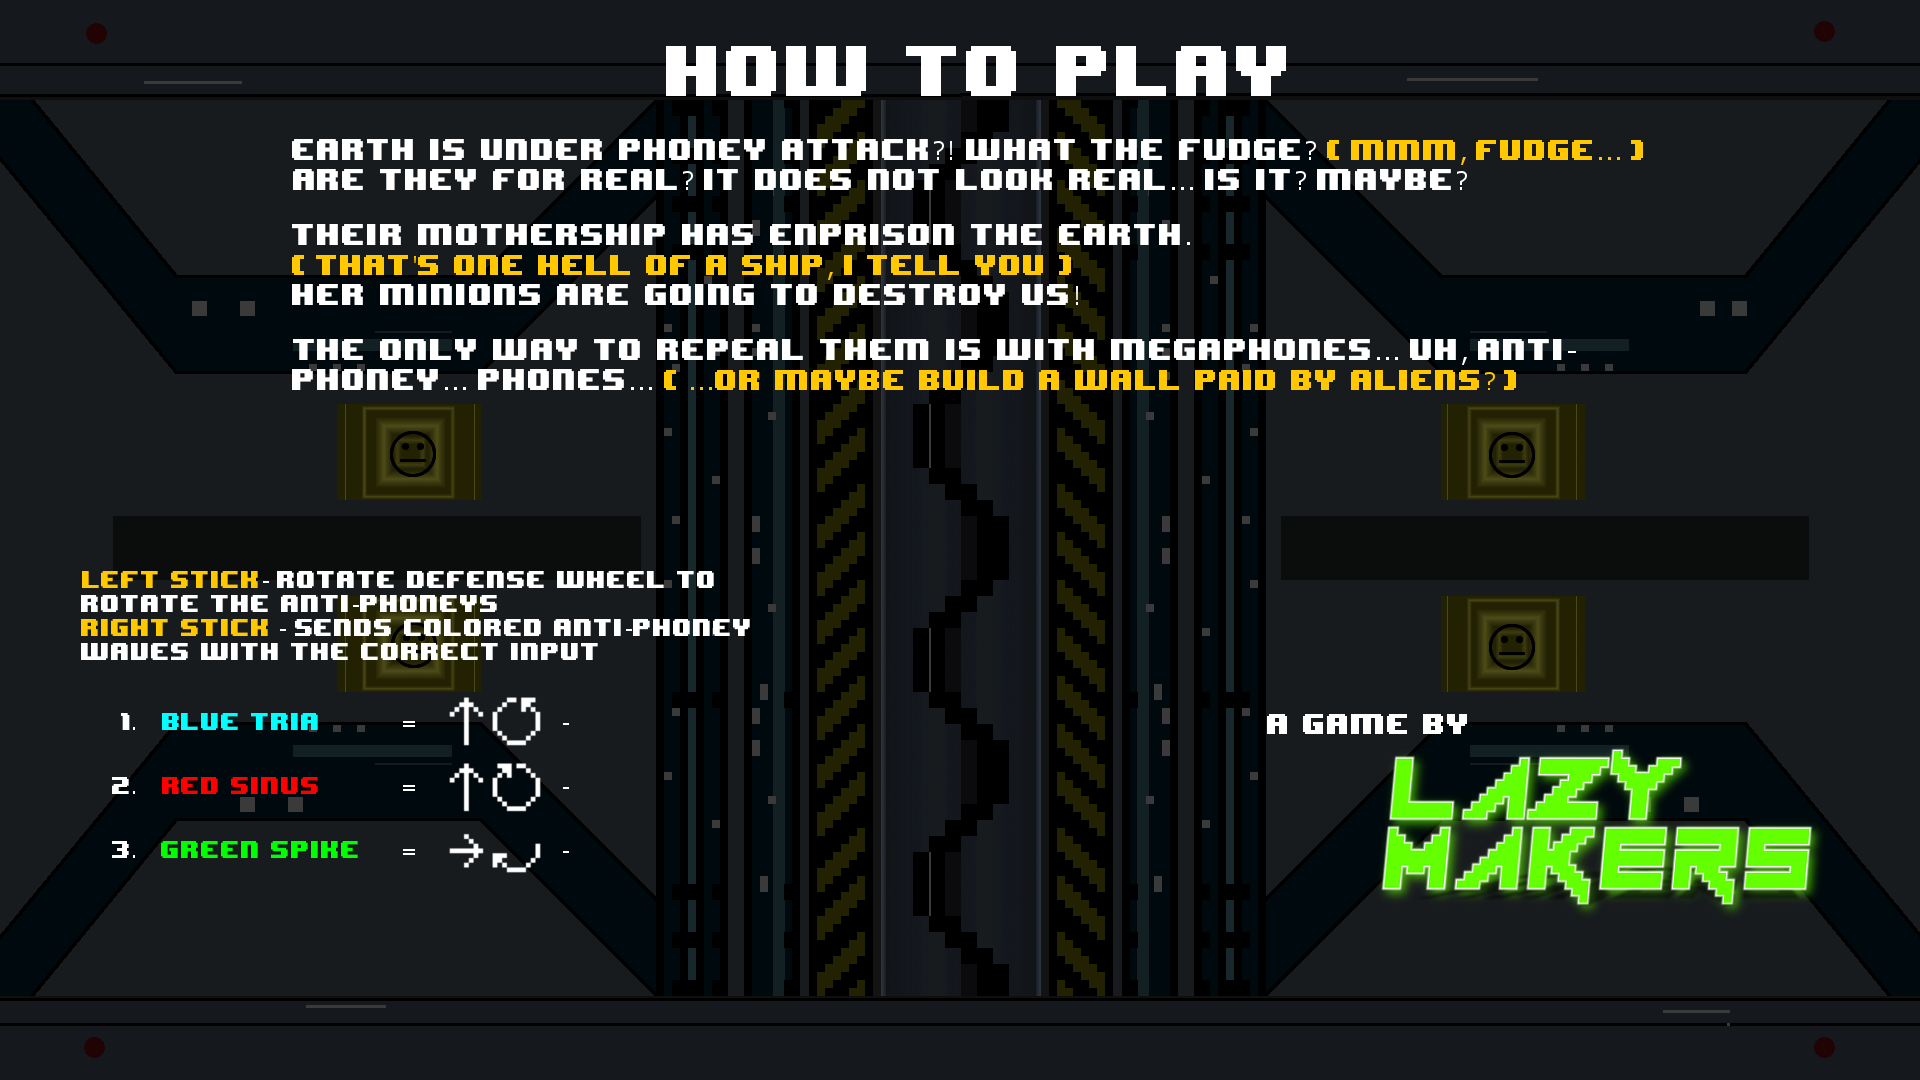 HOW TO PLAY
EARTH IS UNDER PHONEY ATTACK?! WHAT THE FUDGE? ( MMM, FUDGE... )
ARE THEY FOR REAL? IT DOES NOT LOOK REAL... IS IT? MAYBE?
THEIR MOTHERSHIP HAS ENPRISON THE EARTH.
( THAT'S ONE HELL OF A SHIP, I TELL YOU )
HER MINIONS ARE GOING TO DESTROY US!
THE ONLY WAY TO REPEAL THEM IS WITH MEGAPHONES... UH, ANTI-
PHONEY... PHONES... ( ...OR MAYBE BUILD A WALL PAID BY ALIENS? )
LEFT STICK - ROTATE DEFENSE WHEEL TO
ROTATE THE ANTI-PHONEYS
RIGHT STICK - SENDS COLORED ANTI-PHONEY
WAVES WITH THE CORRECT INPUT
1. BLUE TRIA = ↑ -
2. RED SINUS = ↑ -
3. GREEN SPIKE = → -
A GAME BY
LAZY
MAKERS